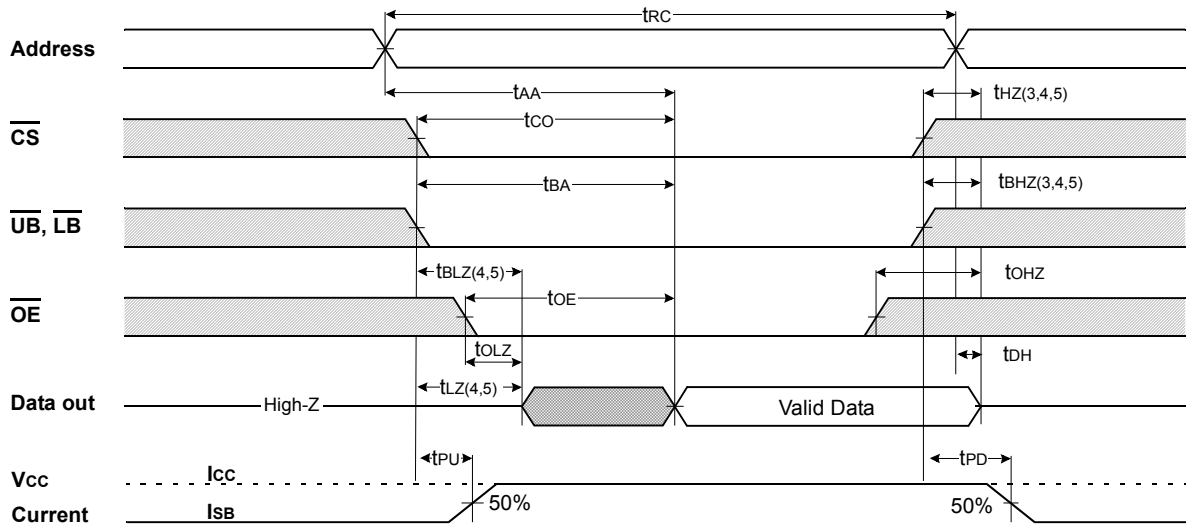 tRC
Address
tAA
tHZ(3,4,5)
CS
tCO
tBA
tBHZ(3,4,5)
UB, LB
tBLZ(4,5)
tOHZ
OE
tOE
tOLZ
tDH
tLZ(4,5)
Data out
High-Z
Valid Data
tPU
tPD
VCC
ICC
50%
50%
Current
ISB